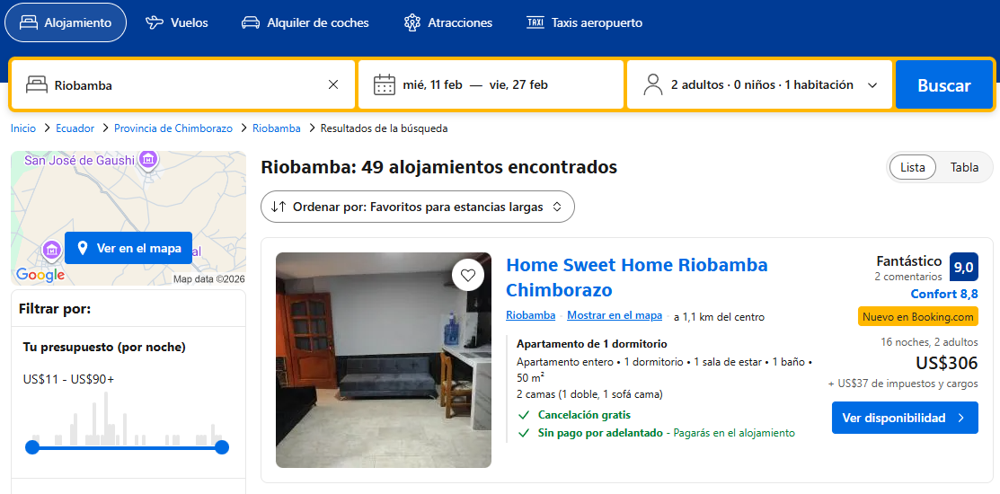 Alojamiento
Vuelos
Alquiler de coches
Atracciones
TAXI
Taxis aeropuerto
Riobamba
mié, 11 feb — vie, 27 feb
2 adultos · 0 niños · 1 habitación
Buscar
Inicio > Ecuador > Provincia de Chimborazo > Riobamba > Resultados de la búsqueda
San José de Gaushi
Ver en el mapa
al
Google
Map data ©2026
Filtrar por:
Tu presupuesto (por noche)
US$11 - US$90+
Riobamba: 49 alojamientos encontrados
Lista
Tabla
Ordenar por: Favoritos para estancias largas
Home Sweet Home Riobamba
Chimborazo
Riobamba · Mostrar en el mapa · a 1,1 km del centro
Apartamento de 1 dormitorio
Apartamento entero • 1 dormitorio • 1 sala de estar • 1 baño •
50 m²
2 camas (1 doble, 1 sofá cama)
Cancelación gratis
Sin pago por adelantado - Pagarás en el alojamiento
Fantástico
2 comentarios
9,0
Confort 8,8
Nuevo en Booking.com
16 noches, 2 adultos
US$306
+ US$37 de impuestos y cargos
Ver disponibilidad